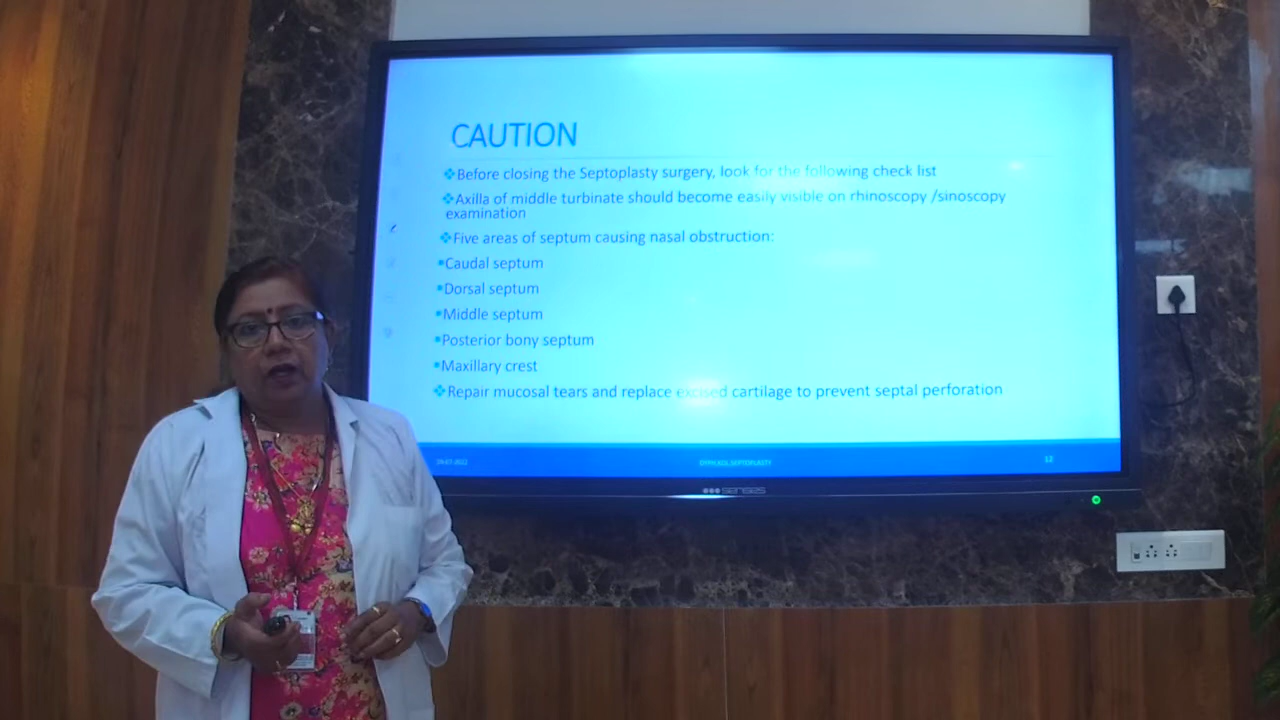 CAUTION
❖Before closing the Septoplasty surgery, look for the following check list
❖Axilla of middle turbinate should become easily visible on rhinoscopy /sinoscopy
examination
❖Five areas of septum causing nasal obstruction:
▪Caudal septum
▪Dorsal septum
▪Middle septum
▪Posterior bony septum
▪Maxillary crest
❖Repair mucosal tears and replace excised cartilage to prevent septal perforation
SEPTOPLASTY
12